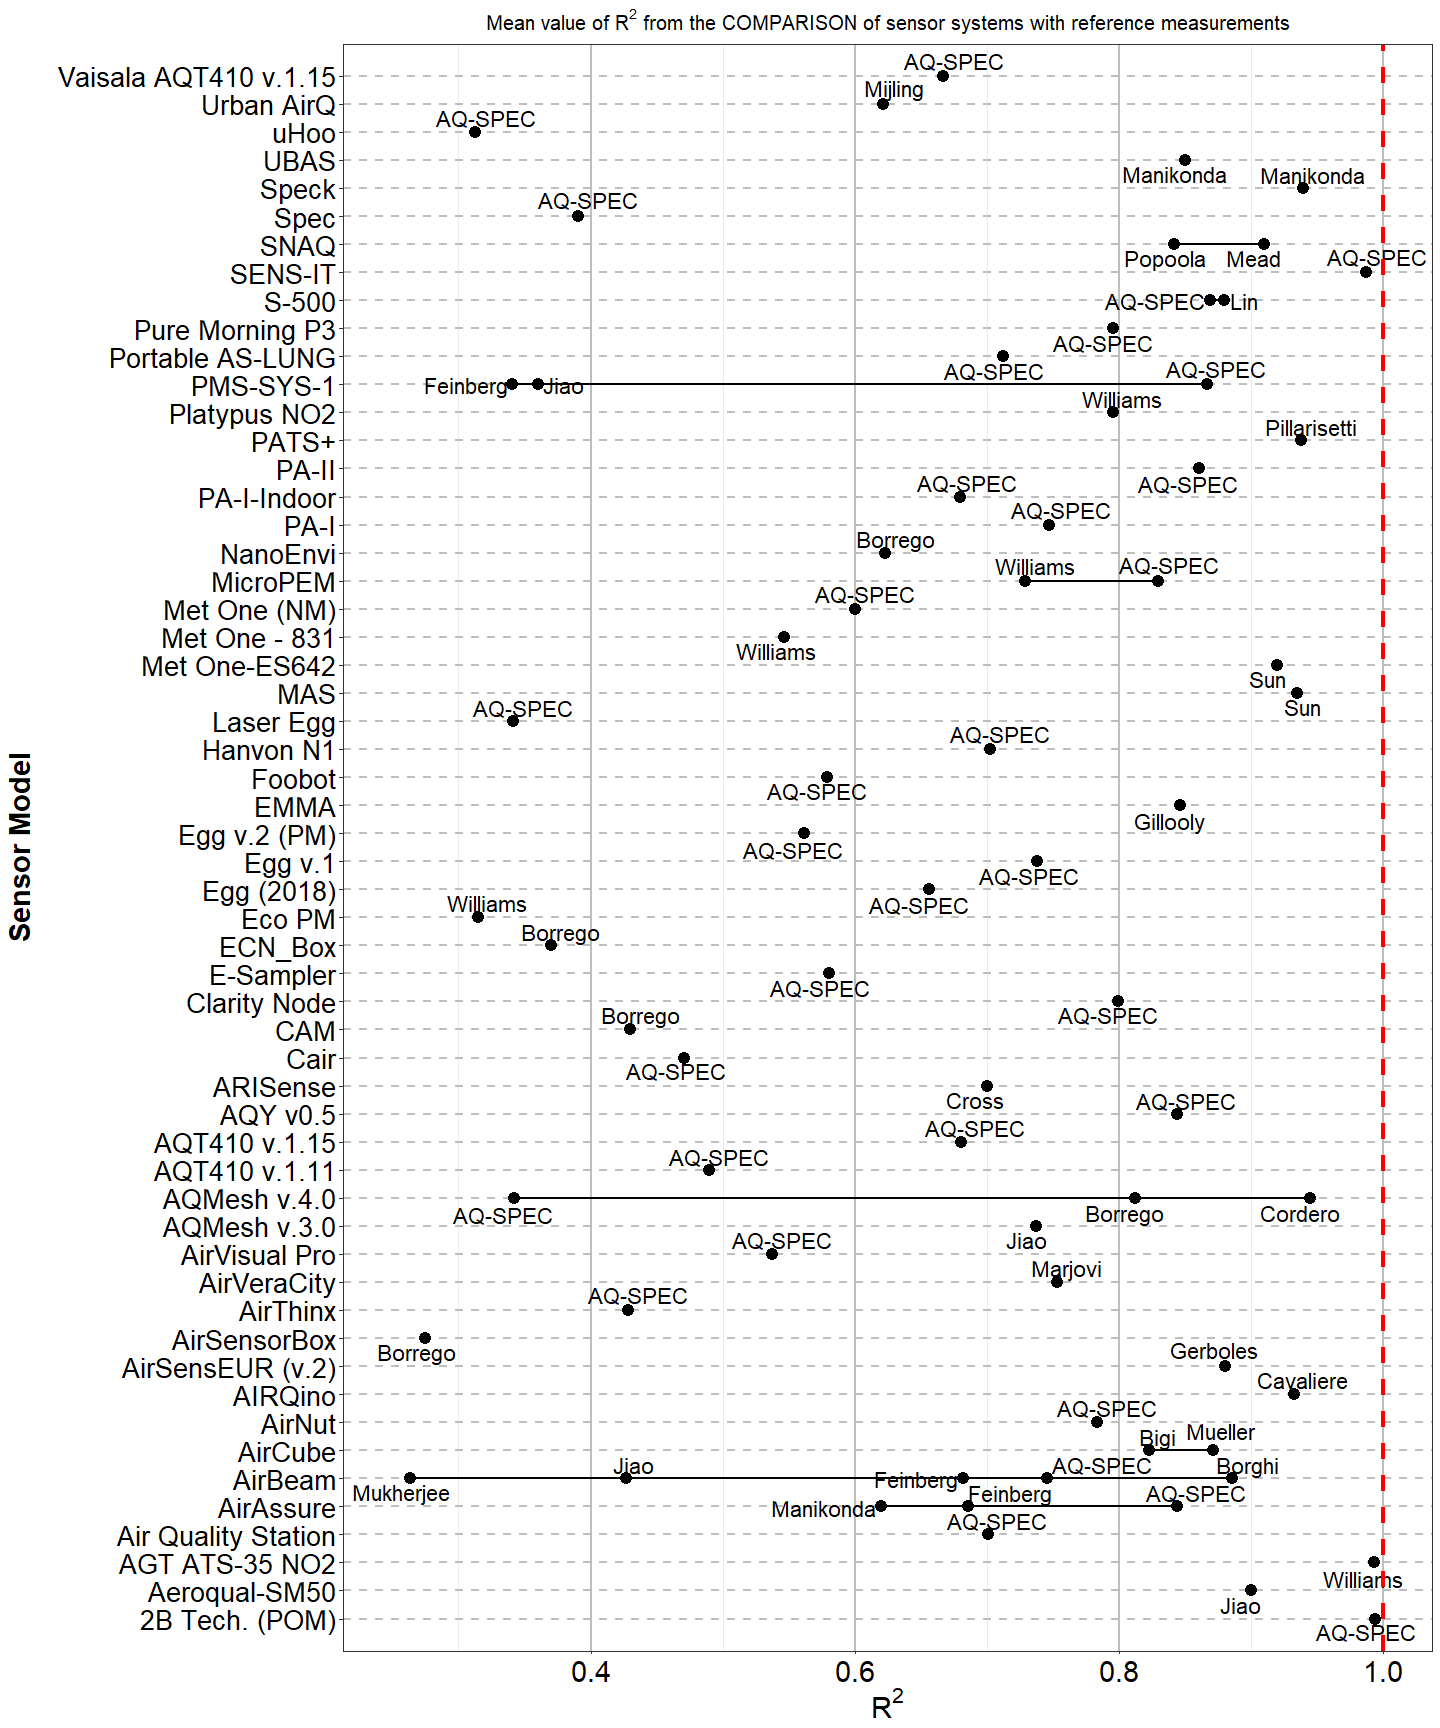 Mean value of R² from the COMPARISON of sensor systems with reference measurements
Sensor Model
Vaisala AQT410 v.1.15 AQ-SPEC
Urban AirQ Mijling
uHoo AQ-SPEC
UBAS Manikonda
Speck Manikonda
Spec AQ-SPEC
SNAQ Popoola Mead
SENS-IT AQ-SPEC
S-500 AQ-SPEC Lin
Pure Morning P3 AQ-SPEC
Portable AS-LUNG AQ-SPEC
PMS-SYS-1 Feinberg Jiao AQ-SPEC
Platypus NO2 Williams
PATS+ Pillarisetti
PA-II AQ-SPEC
PA-I-Indoor AQ-SPEC
PA-I AQ-SPEC
NanoEnvi Borrego
MicroPEM Williams AQ-SPEC
Met One (NM) AQ-SPEC
Met One - 831 Williams
Met One-ES642 Sun
MAS Sun
Laser Egg AQ-SPEC
Hanvon N1 AQ-SPEC
Foobot AQ-SPEC
EMMA Gillooly
Egg v.2 (PM) AQ-SPEC
Egg v.1 AQ-SPEC
Egg (2018) AQ-SPEC
Eco PM Williams
ECN_Box Borrego
E-Sampler AQ-SPEC
Clarity Node AQ-SPEC
CAM Borrego
Cair AQ-SPEC
ARISense Cross
AQY v0.5 AQ-SPEC
AQT410 v.1.15 AQ-SPEC
AQT410 v.1.11 AQ-SPEC
AQMesh v.4.0 AQ-SPEC Borrego Cordero
AQMesh v.3.0 Jiao
AirVisual Pro AQ-SPEC
AirVeraCity Marjovi
AirThinx AQ-SPEC
AirSensorBox Borrego
AirSensEUR (v.2) Gerboles
AIRQino Cavaliere
AirNut AQ-SPEC
AirCube Bigi Mueller
AirBeam Mukherjee Jiao Feinberg AQ-SPEC Borghi
AirAssure Manikonda Feinberg AQ-SPEC
Air Quality Station AQ-SPEC
AGT ATS-35 NO2 Williams
Aeroqual-SM50 Jiao
2B Tech. (POM) AQ-SPEC
0.4 0.6 0.8 1.0
R²